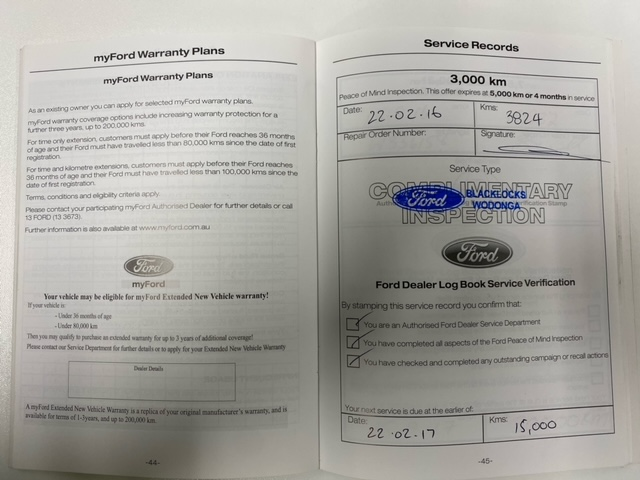 myFord Warranty Plans
myFord Warranty Plans
As an existing owner you can apply for selected myFord warranty plans.
myFord warranty coverage options include increasing warranty protection for a
further three years, up to 200,000 kms.
For time only extension, customers must apply before their Ford reaches 36 months
of age and their Ford must have travelled less than 80,000 kms since the date of first
registration.
For time and kilometre extensions, customers must apply before their Ford reaches
36 months of age and their Ford must have travelled less than 100,000 kms since the
date of first registration.
Terms, conditions and eligibility criteria apply.
Please contact your participating myFord Authorised Dealer for further details or call
13 FORD (13 3673).
Further information is also available at www.myford.com.au
Ford
myFord
Your vehicle may be eligible for myFord Extended New Vehicle warranty!
If your vehicle is:
- Under 36 months of age
- Under 80,000 km
Then you may qualify to purchase an extended warranty for up to 3 years of additional coverage!
Please contact our Service Department for further details or to apply for your Extended New Vehicle Warranty
Dealer Details
A myFord Extended New Vehicle Warranty is a replica of your original manufacturer's warranty, and is
available for terms of 1-3years, and up to 200,000 km.
-44-
Service Records
3,000 km
Peace of Mind Inspection. This offer expires at 5,000 km or 4 months in service
Date: 22.02.16 Kms: 3824
Repair Order Number: Signature:
Service Type
COMPLIMENTARY
Ford BLACKLOCKS
WODONGA
INSPECTION
Ford
Ford Dealer Log Book Service Verification
By stamping this service record you confirm that:
You are an Authorised Ford Dealer Service Department
You have completed all aspects of the Ford Peace of Mind Inspection
You have checked and completed any outstanding campaign or recall actions
Your next service is due at the earlier of:
Date: 22.02.17 Kms: 15,000
-45-